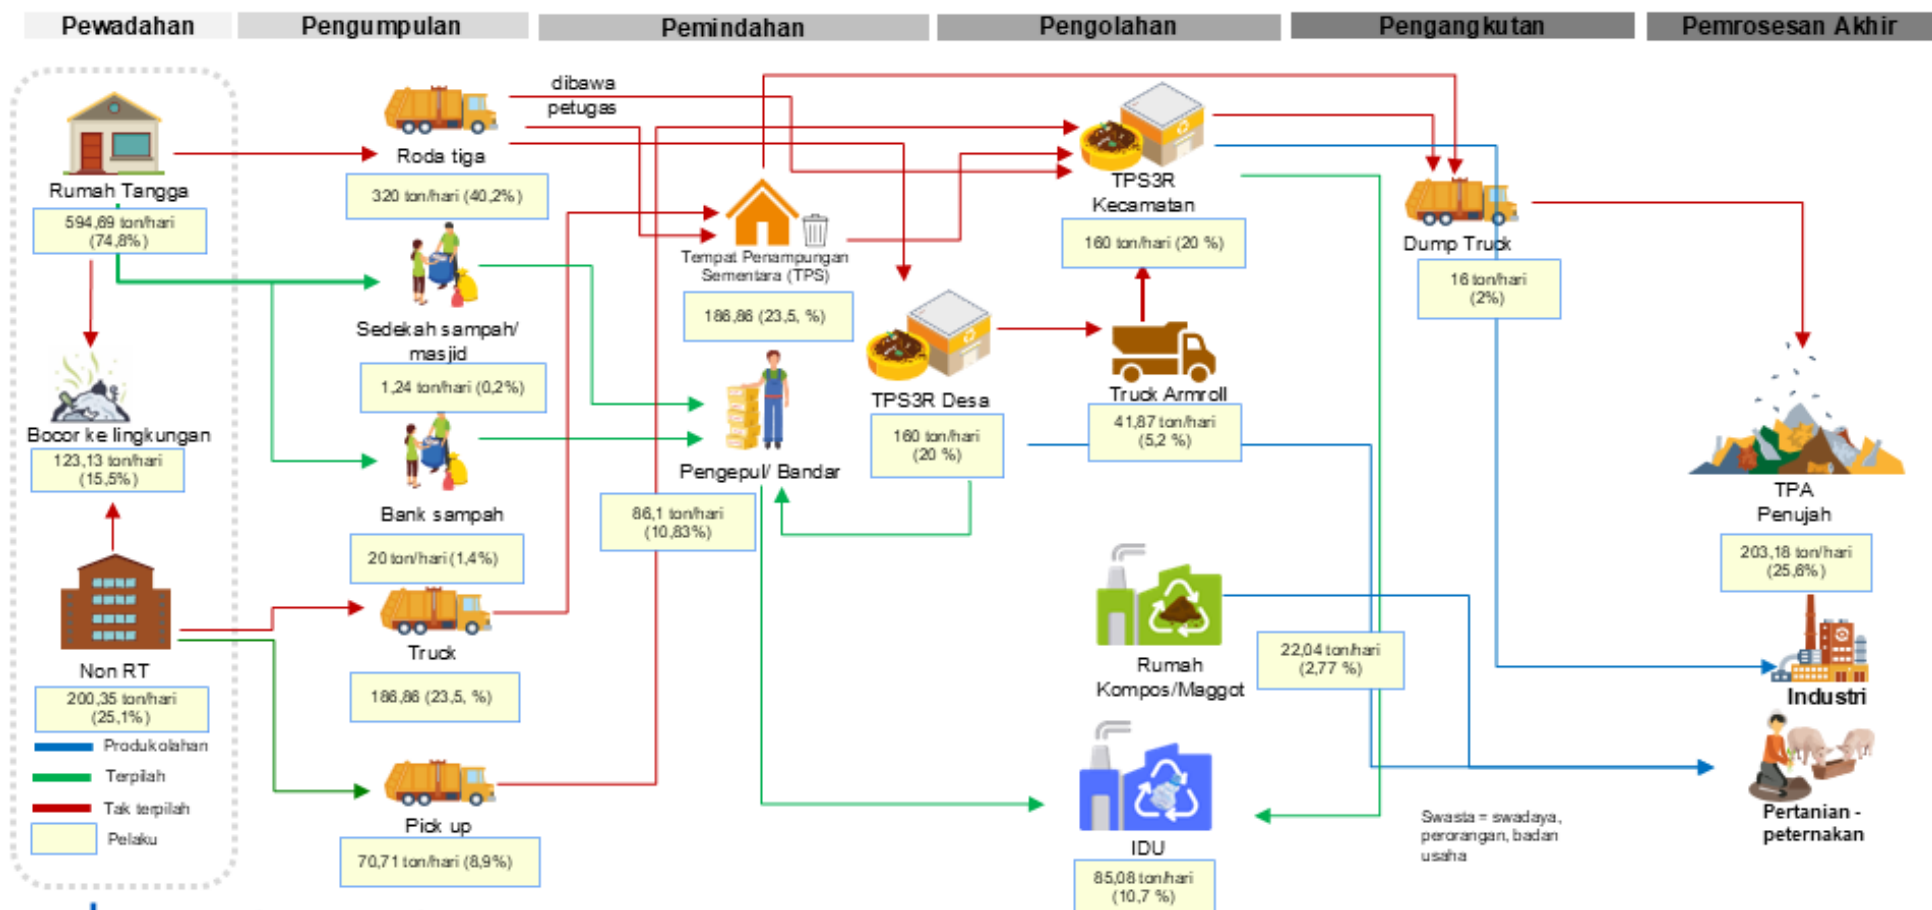 Pewadahan
Pengumpulan
Pemindahan
Pengolahan
Pengangkutan
Pemrosesan Akhir
Rumah Tangga
594,69 ton/hari
(74,8%)
Bocor ke lingkungan
123,13 ton/hari
(15,5%)
Non RT
200,35 ton/hari
(25,1%)
Produk olahan
Terpilah
Tak terpilah
Pelaku
Roda tiga
320 ton/hari (40,2%)
Sedekah sampah/
masjid
1,24 ton/hari (0,2%)
Bank sampah
20 ton/hari (1,4%)
Truck
186,86 (23,5, %)
Pick up
70,71 ton/hari (8,9%)
dibawa
petugas
Tempat Penampungan
Sementara (TPS)
186,86 (23,5, %)
Pengepul/ Bandar
86,1 ton/hari
(10,83%)
TPS3R Desa
160 ton/hari
(20 %)
TPS3R
Kecamatan
160 ton/hari (20 %)
Truck Armroll
41,87 ton/hari
(5,2 %)
Rumah
Kompos/Maggot
22,04 ton/hari
(2,77 %)
IDU
85,08 ton/hari
(10,7 %)
Dump Truck
16 ton/hari
(2%)
Swasta = swadaya,
perorangan, badan
usaha
TPA
Penujah
203,18 ton/hari
(25,6%)
Industri
Pertanian -
peternakan